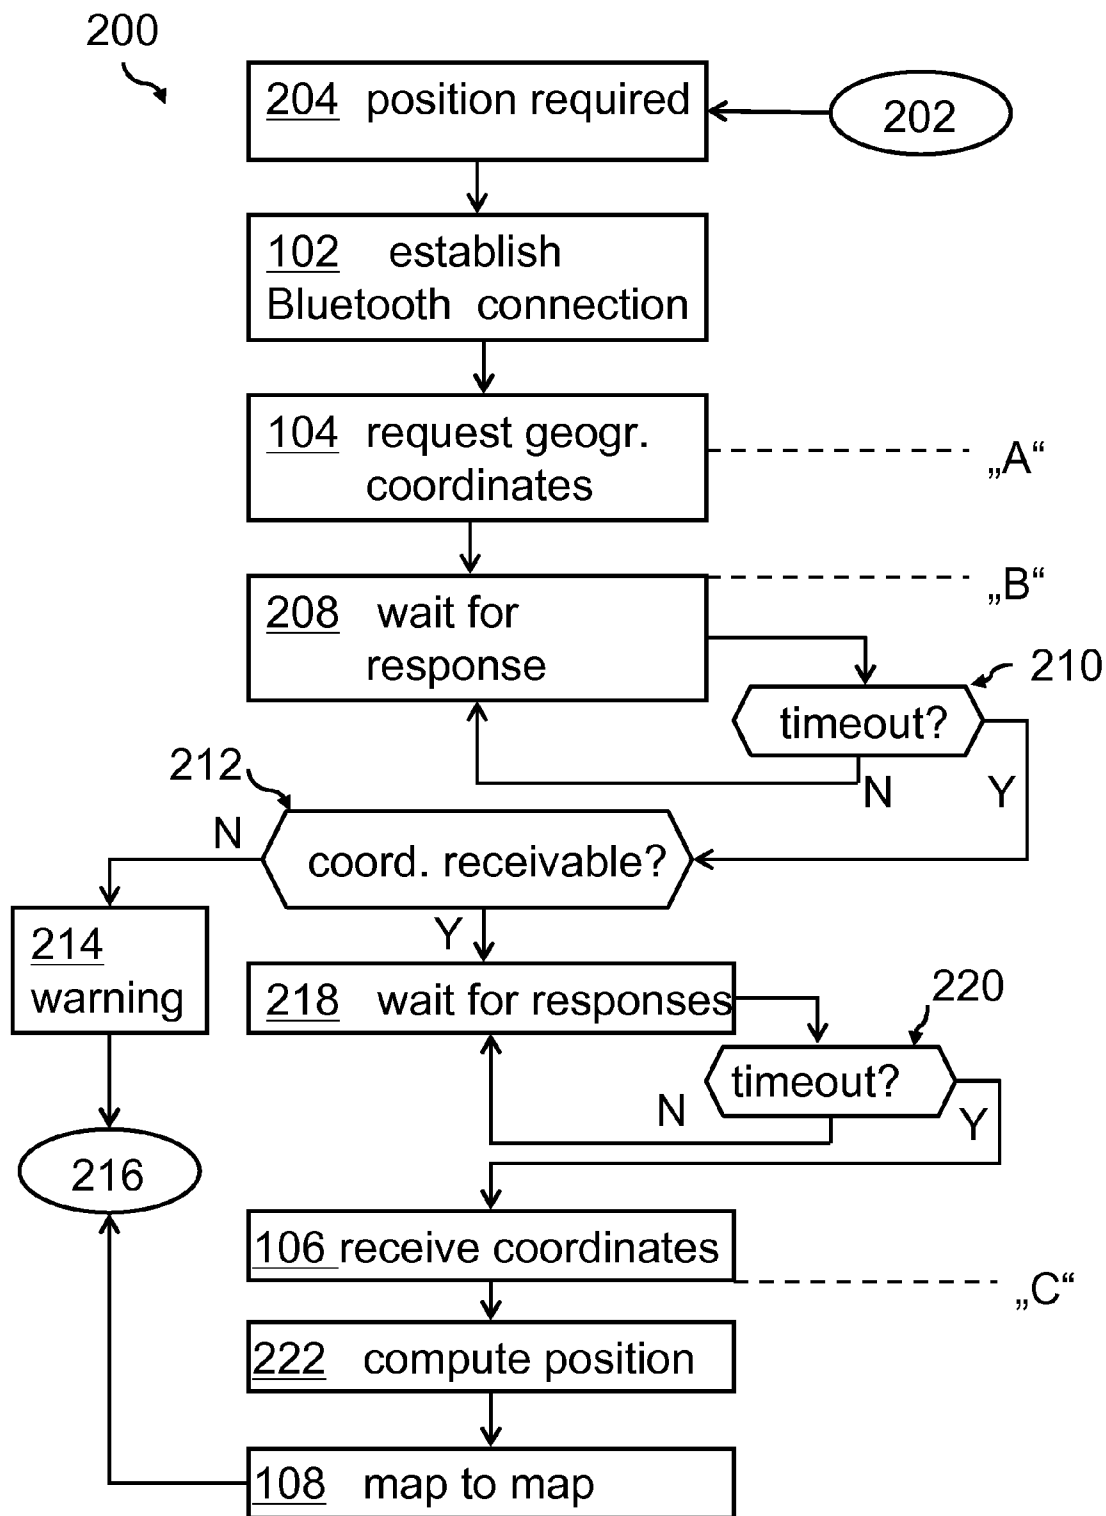 200
204 position required
202
102 establish
Bluetooth connection
104 request geogr.
coordinates
„A“
„B“
208 wait for
response
210
timeout?
N
Y
212
N
coord. receivable?
Y
214
warning
218 wait for responses
220
timeout?
N
Y
216
106 receive coordinates
„C“
222 compute position
108 map to map